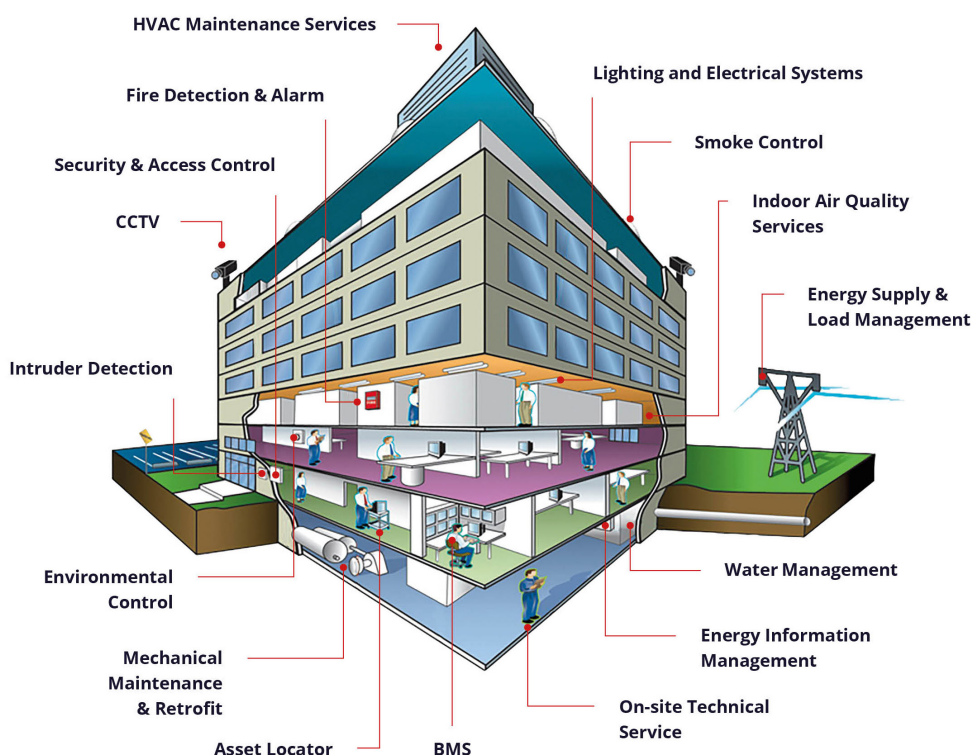 HVAC Maintenance Services
Lighting and Electrical Systems
Fire Detection & Alarm
Smoke Control
Security & Access Control
Indoor Air Quality
Services
CCTV
Energy Supply &
Load Management
Intruder Detection
Environmental
Control
Water Management
Energy Information
Management
Mechanical
Maintenance
& Retrofit
On-site Technical
Service
Asset Locator
BMS